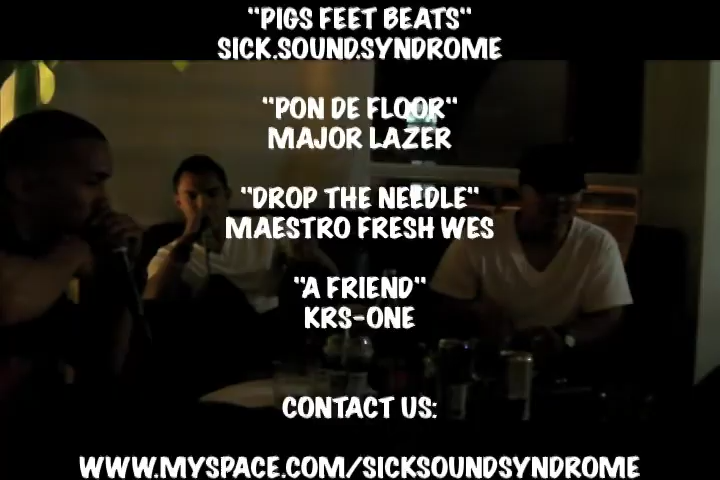 "PIGS FEET BEATS"
SICK.SOUND.SYNDROME
"PON DE FLOOR"
MAJOR LAZER
"DROP THE NEEDLE"
MAESTRO FRESH WES
"A FRIEND"
KRS-ONE
CONTACT US:
WWW.MYSPACE.COM/SICKSOUNDSYNDROME